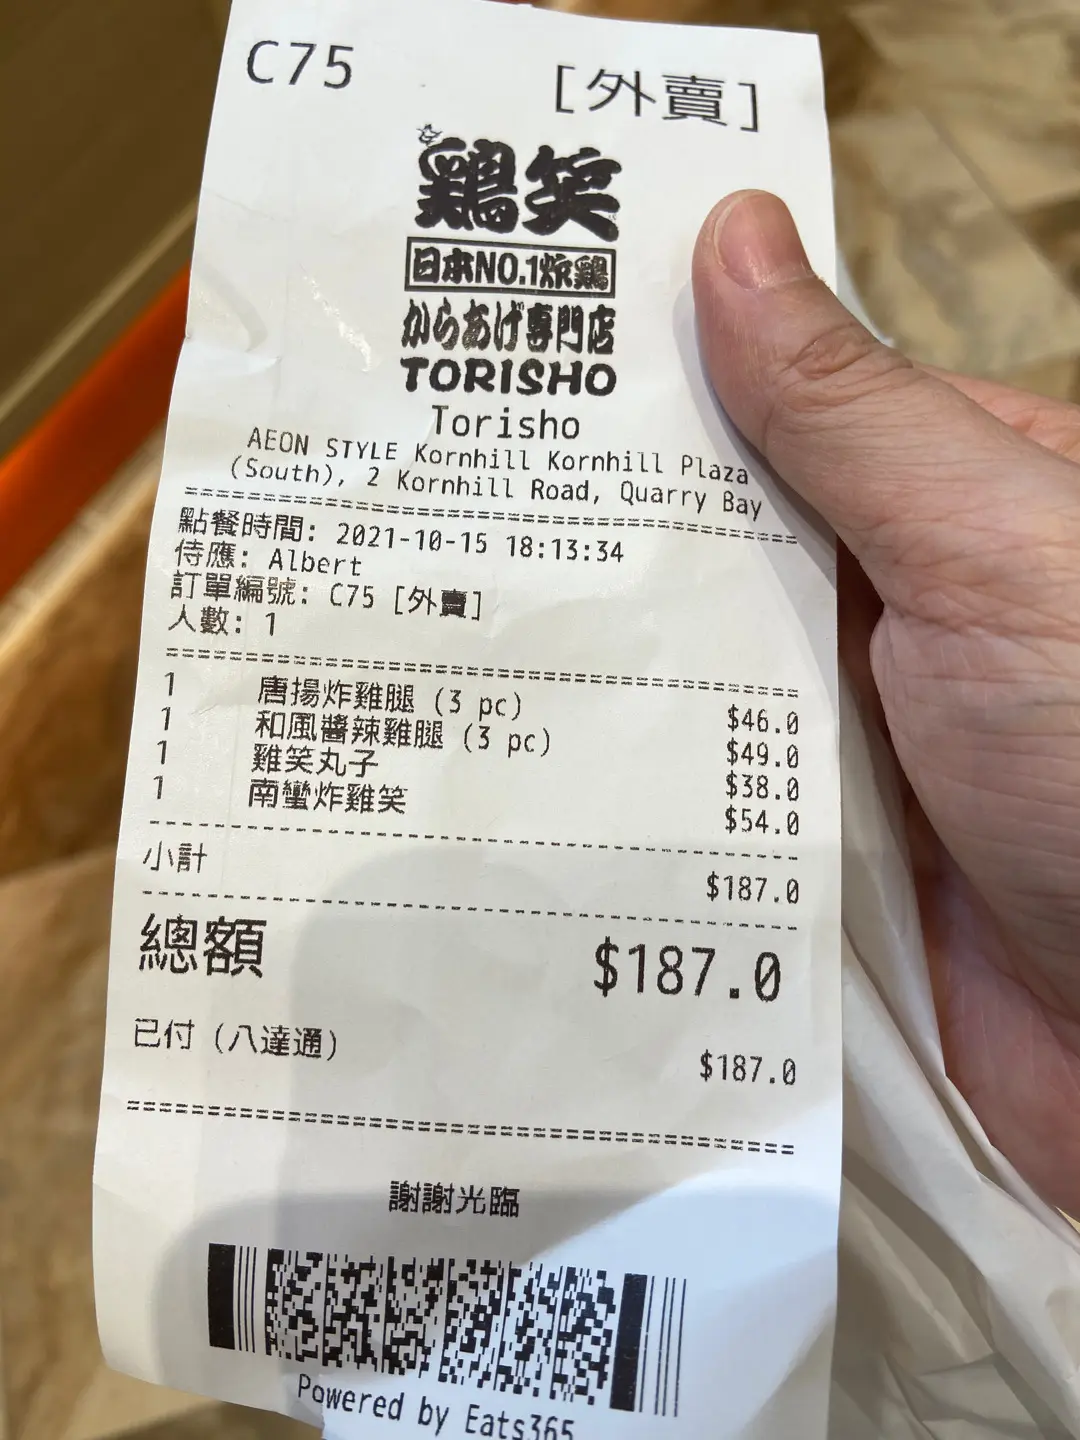 C75
[外賣]
鶏笑
日本NO.1炊鶏
からあげ専門店
TORISHO
Torisho
AEON STYLE Kornhill Kornhill Plaza
(South), 2 Kornhill Road, Quarry Bay
點餐時間: 2021-10-15 18:13:34
侍應: Albert
訂單編號: C75 [外賣]
人數: 1
1 唐揚炸雞腿 (3 pc) $46.0
1 和風醬辣雞腿 (3 pc) $49.0
1 雞笑丸子 $38.0
1 南蠻炸雞笑 $54.0
小計 $187.0
總額 $187.0
已付 (八達通) $187.0
謝謝光臨
Powered by Eats365